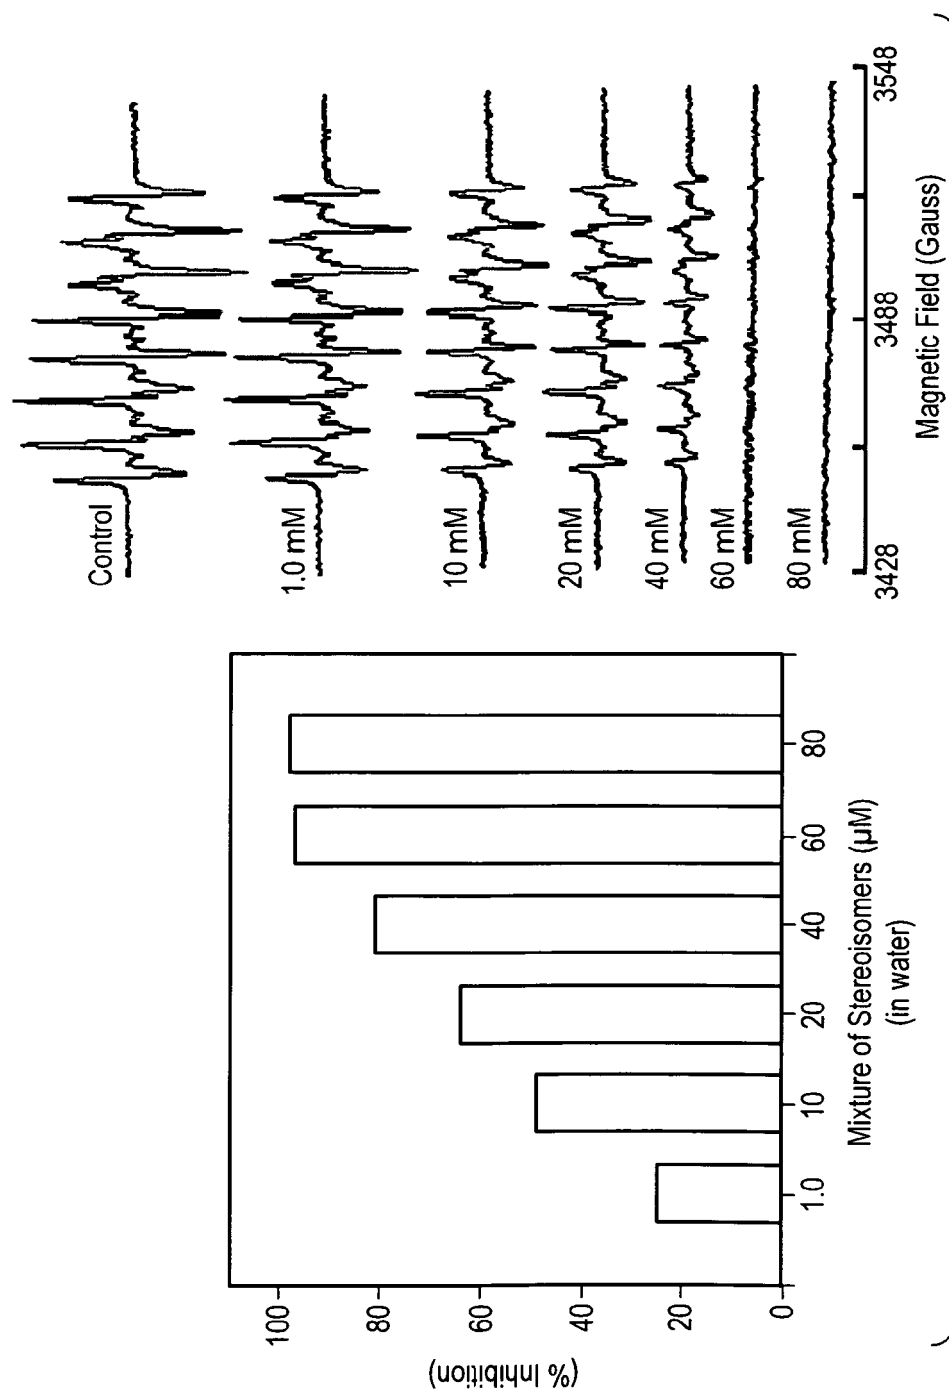 (% Inhibition)
100
80
60
40
20
0
1.0
10
20
40
60
80
Mixture of Stereoisomers (µM)
(in water)
Control
1.0 mM
10 mM
20 mM
40 mM
60 mM
80 mM
3428
3488
3548
Magnetic Field (Gauss)